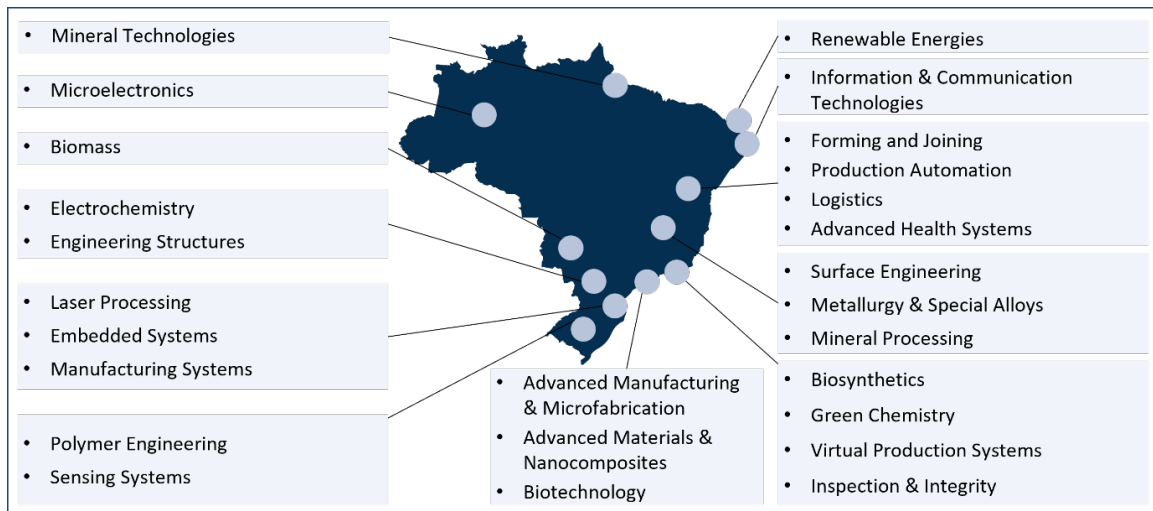 • Mineral Technologies
• Microelectronics
• Biomass
• Electrochemistry
• Engineering Structures
• Laser Processing
• Embedded Systems
• Manufacturing Systems
• Polymer Engineering
• Sensing Systems
• Advanced Manufacturing
& Microfabrication
• Advanced Materials &
Nanocomposites
• Biotechnology
• Renewable Energies
• Information & Communication
Technologies
• Forming and Joining
• Production Automation
• Logistics
• Advanced Health Systems
• Surface Engineering
• Metallurgy & Special Alloys
• Mineral Processing
• Biosynthetics
• Green Chemistry
• Virtual Production Systems
• Inspection & Integrity